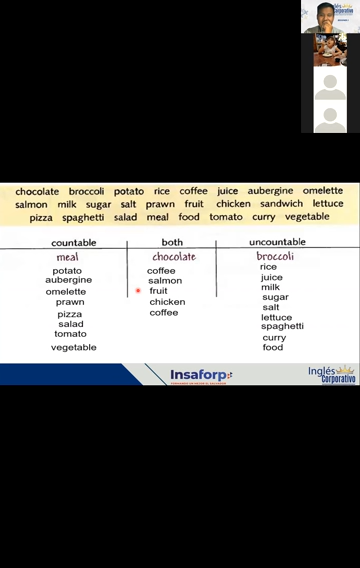 Inglés
Corporativo
chocolate broccoli potato rice coffee juice aubergine omelette
salmon milk sugar salt prawn fruit chicken sandwich lettuce
pizza spaghetti salad meal food tomato curry vegetable
countable both uncountable
meal chocolate broccoli
potato coffee rice
aubergine salmon juice
omelette fruit milk
prawn chicken sugar
pizza coffee salt
salad lettuce
tomato spaghetti
curry
vegetable food
Insaforp
Inglés
Corporativo